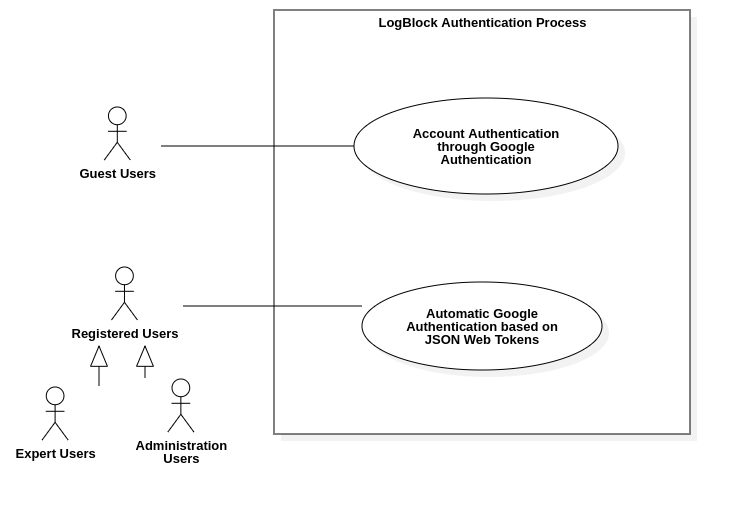 LogBlock Authentication Process
Account Authentication
through Google
Authentication
Guest Users
Automatic Google
Authentication based on
JSON Web Tokens
Registered Users
Expert Users
Administration
Users